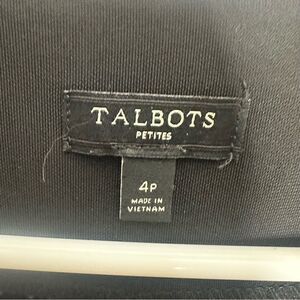 TALBOTS
PETITES
4P
MADE IN
VIETNAM